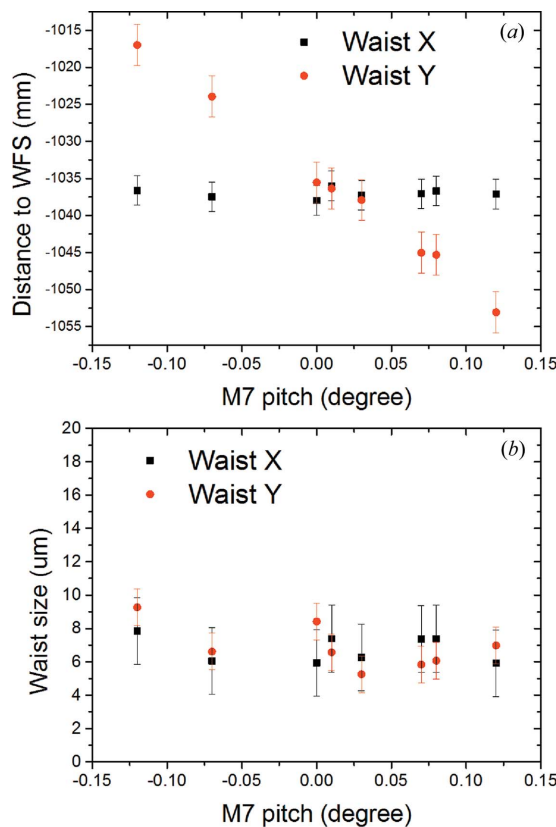 (a)
Waist X
Waist Y
-1015
-1020
-1025
-1030
-1035
-1040
-1045
-1050
-1055
Distance to WFS (mm)
-0.15 -0.10 -0.05 0.00 0.05 0.10 0.15
M7 pitch (degree)
(b)
Waist X
Waist Y
20
18
16
14
12
10
8
6
4
2
0
Waist size (um)
-0.15 -0.10 -0.05 0.00 0.05 0.10 0.15
M7 pitch (degree)